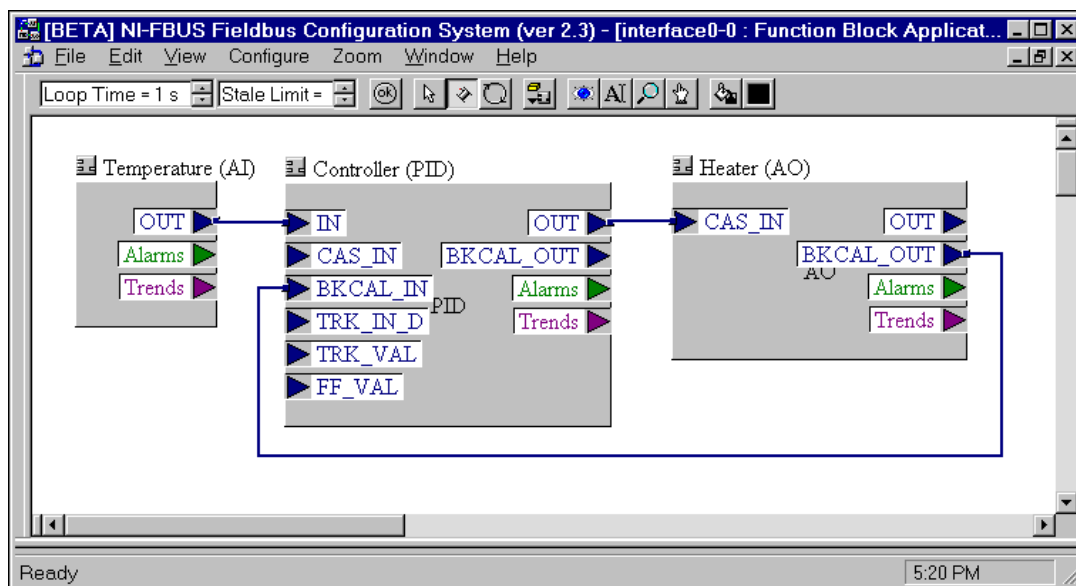 [BETA] NI-FBUS Fieldbus Configuration System (ver 2.3) - [interface0-0 : Function Block Applicat...
File Edit View Configure Zoom Window Help
Loop Time = 1 s Stale Limit = ok AI
Temperature (AI) Controller (PID) Heater (AO)
OUT IN OUT CAS_IN OUT
Alarms CAS_IN BKCAL_OUT BKCAL_OUT
AO
Trends BKCAL_IN Alarms Alarms
PID
TRK_IN_D Trends Trends
TRK_VAL
FF_VAL
Ready 5:20 PM